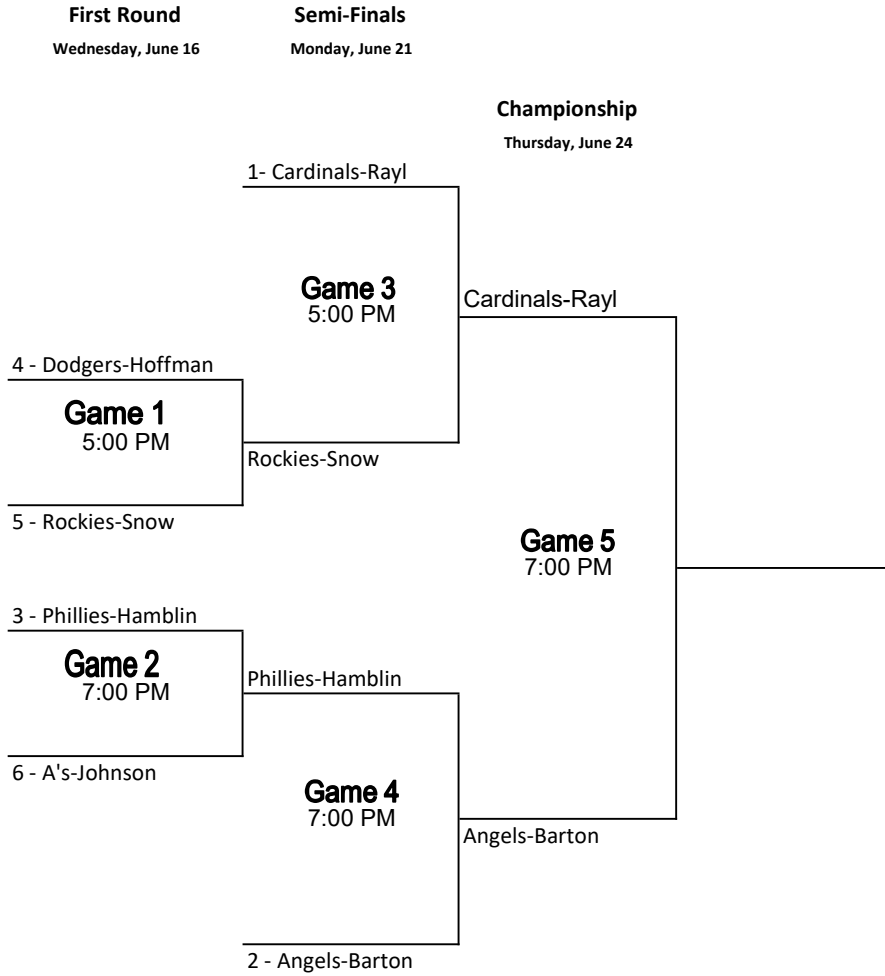 First Round
Wednesday, June 16
Semi-Finals
Monday, June 21
Championship
Thursday, June 24
1- Cardinals-Rayl
Game 3
5:00 PM
Cardinals-Rayl
4 - Dodgers-Hoffman
Game 1
5:00 PM
Rockies-Snow
5 - Rockies-Snow
Game 5
7:00 PM
3 - Phillies-Hamblin
Game 2
7:00 PM
Phillies-Hamblin
6 - A's-Johnson
Game 4
7:00 PM
Angels-Barton
2 - Angels-Barton